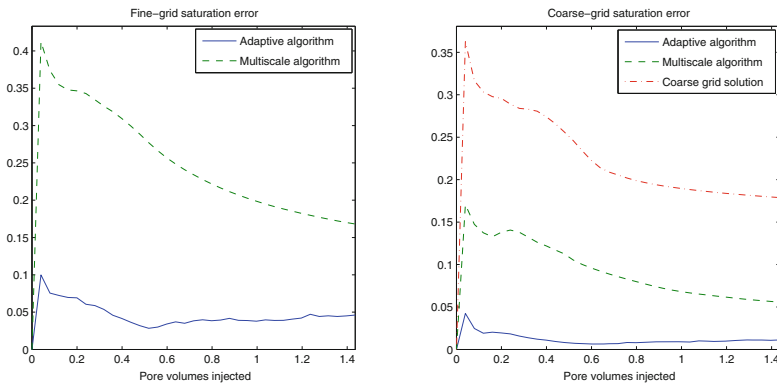 Fine−grid saturation error
Adaptive algorithm
Multiscale algorithm
0.4
0.35
0.3
0.25
0.2
0.15
0.1
0.05
0
0 0.2 0.4 0.6 0.8 1 1.2 1.4
Pore volumes injected
Coarse−grid saturation error
Adaptive algorithm
Multiscale algorithm
Coarse grid solution
0.35
0.3
0.25
0.2
0.15
0.1
0.05
0
0 0.2 0.4 0.6 0.8 1 1.2 1.4
Pore volumes injected